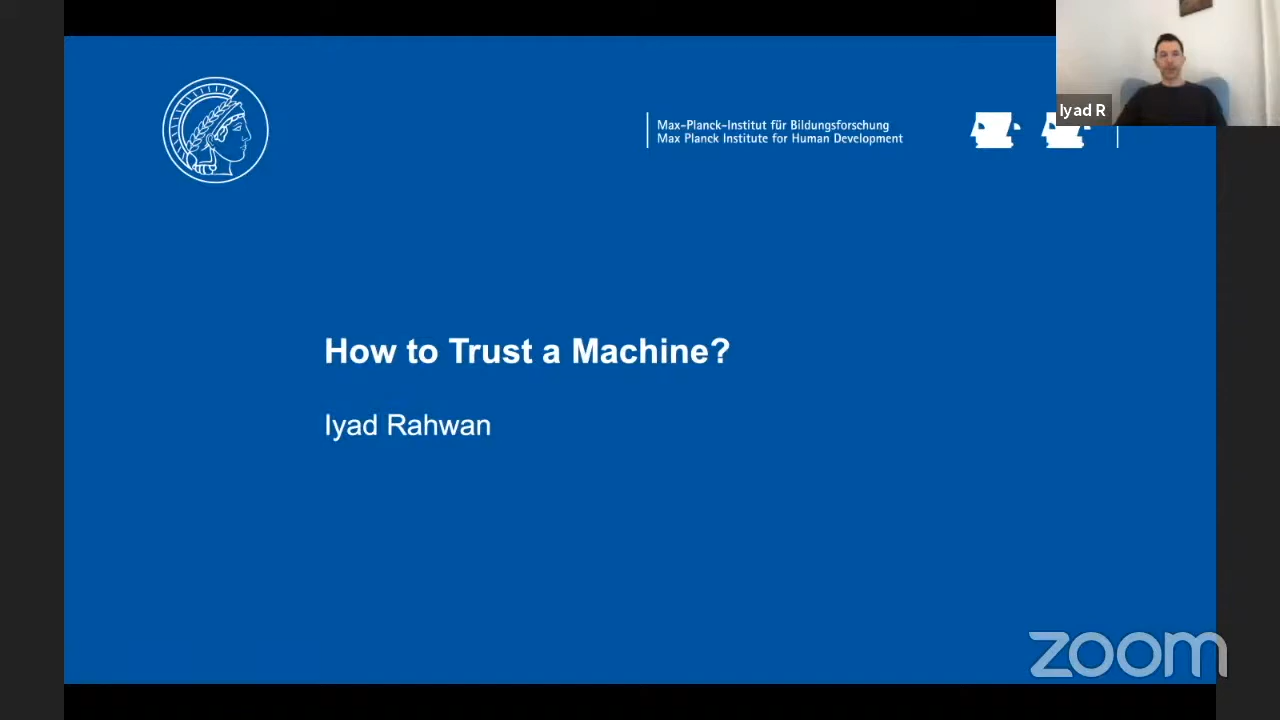 Iyad R
Max-Planck-Institut für Bildungsforschung
Max Planck Institute for Human Development
How to Trust a Machine?
Iyad Rahwan
zoom